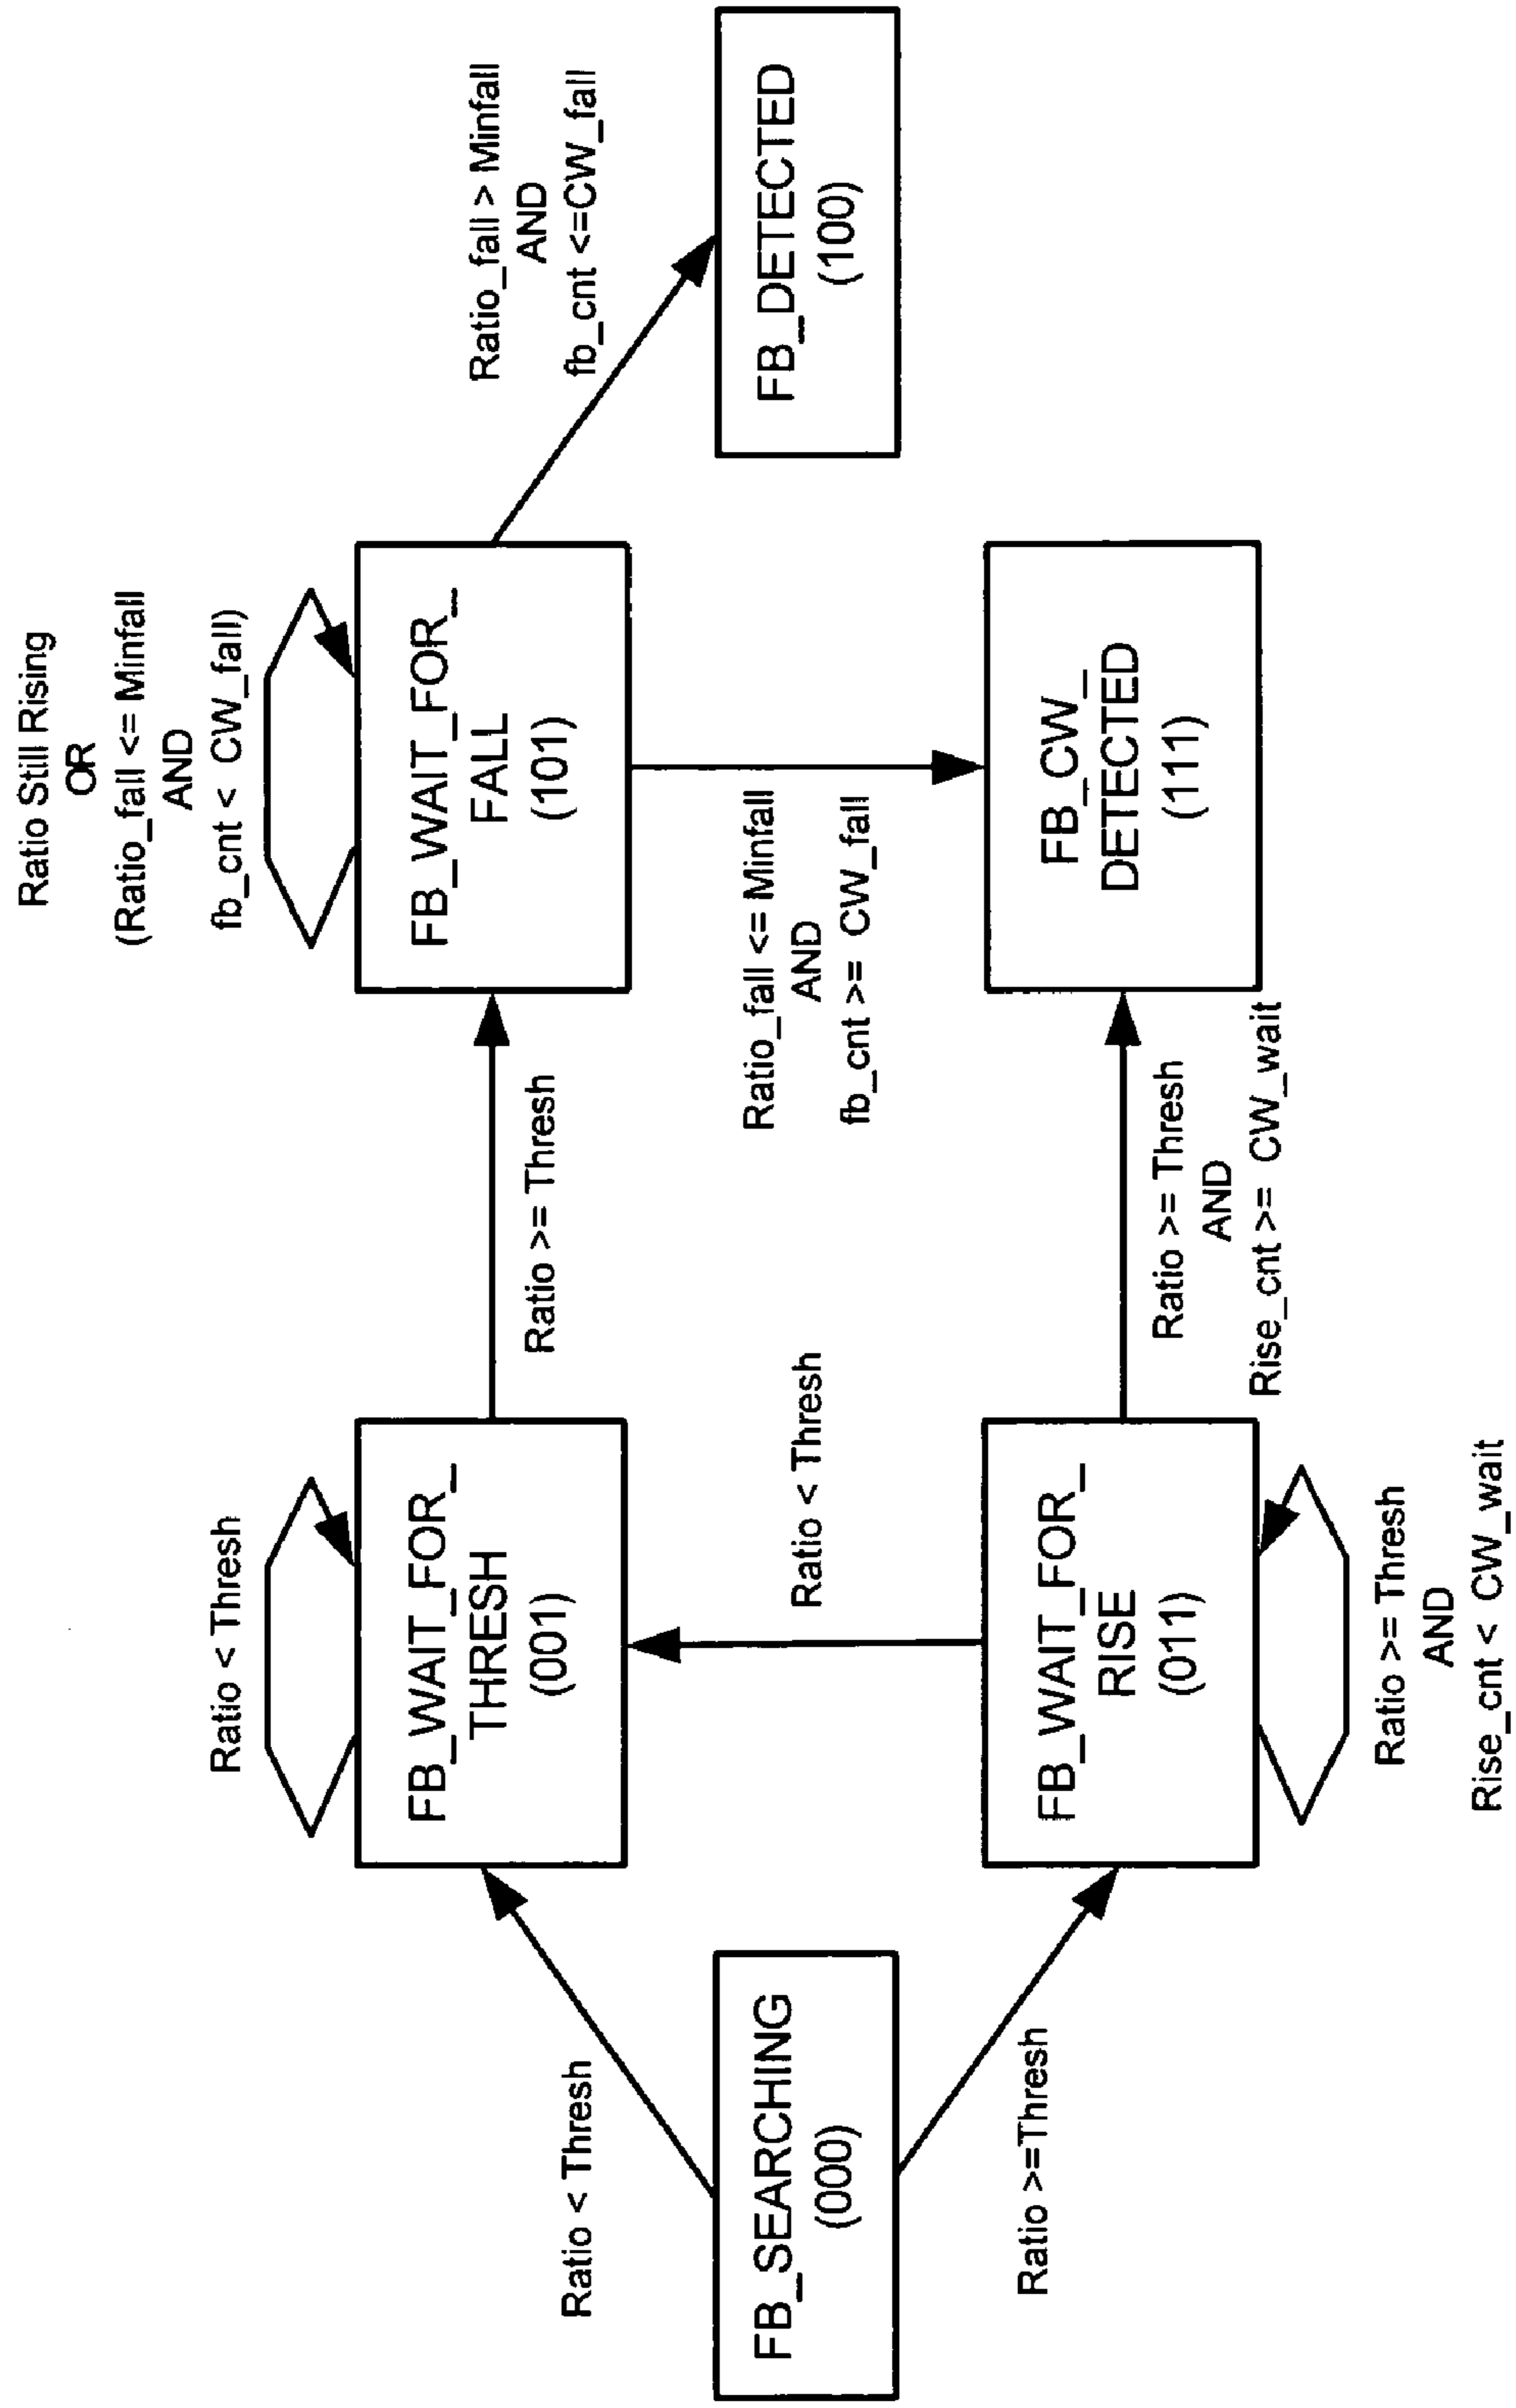 Ratio Still Rising
OR
(Ratio_fall <= Minfall
AND
fb_cnt < CW_fall)
Ratio < Thresh
FB_WAIT_FOR_
THRESH
(001)
Ratio >= Thresh
FB_WAIT_FOR_
FALL
(101)
Ratio_fall > Minfall
AND
fb_cnt <=CW_fall
Ratio < Thresh
FB_SEARCHING
(000)
Ratio >=Thresh
Ratio < Thresh
Ratio_fall <= Minfall
AND
fb_cnt >= CW_fall
FB_DETECTED
(100)
FB_WAIT_FOR_
RISE
(011)
Ratio >= Thresh
AND
Rise_cnt >= CW_wait
FB_CW_
DETECTED
(111)
Ratio >= Thresh
AND
Rise_cnt < CW_wait